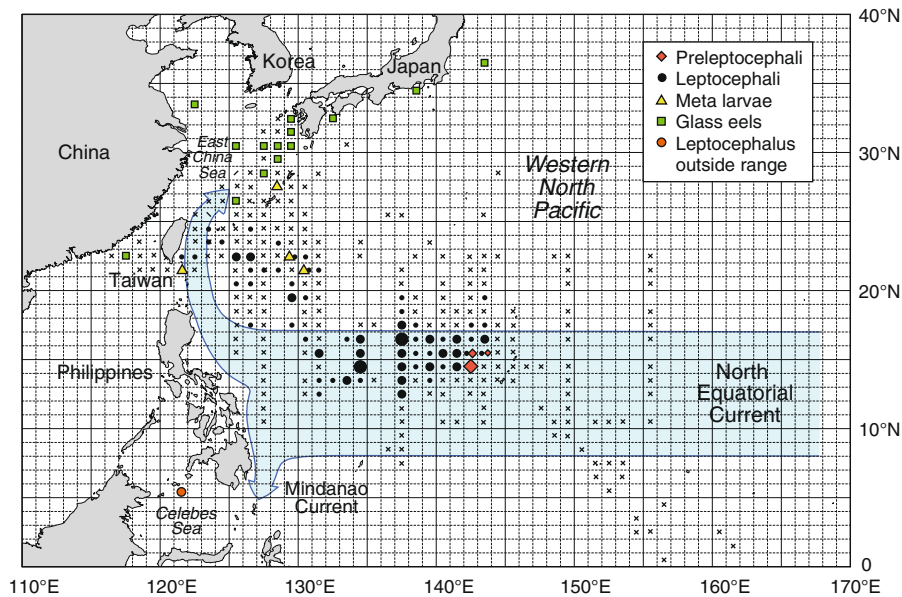 40°N
Korea
Japan
Preleptocephali
Leptocephali
Meta larvae
Glass eels
Leptocephalus
outside range
China
East
China
Sea
30°N
Western
North
Pacific
Taiwan
20°N
Philippines
North
Equatorial
Current
10°N
Mindanao
Current
Celebes
Sea
0
110°E 120°E 130°E 140°E 150°E 160°E 170°E